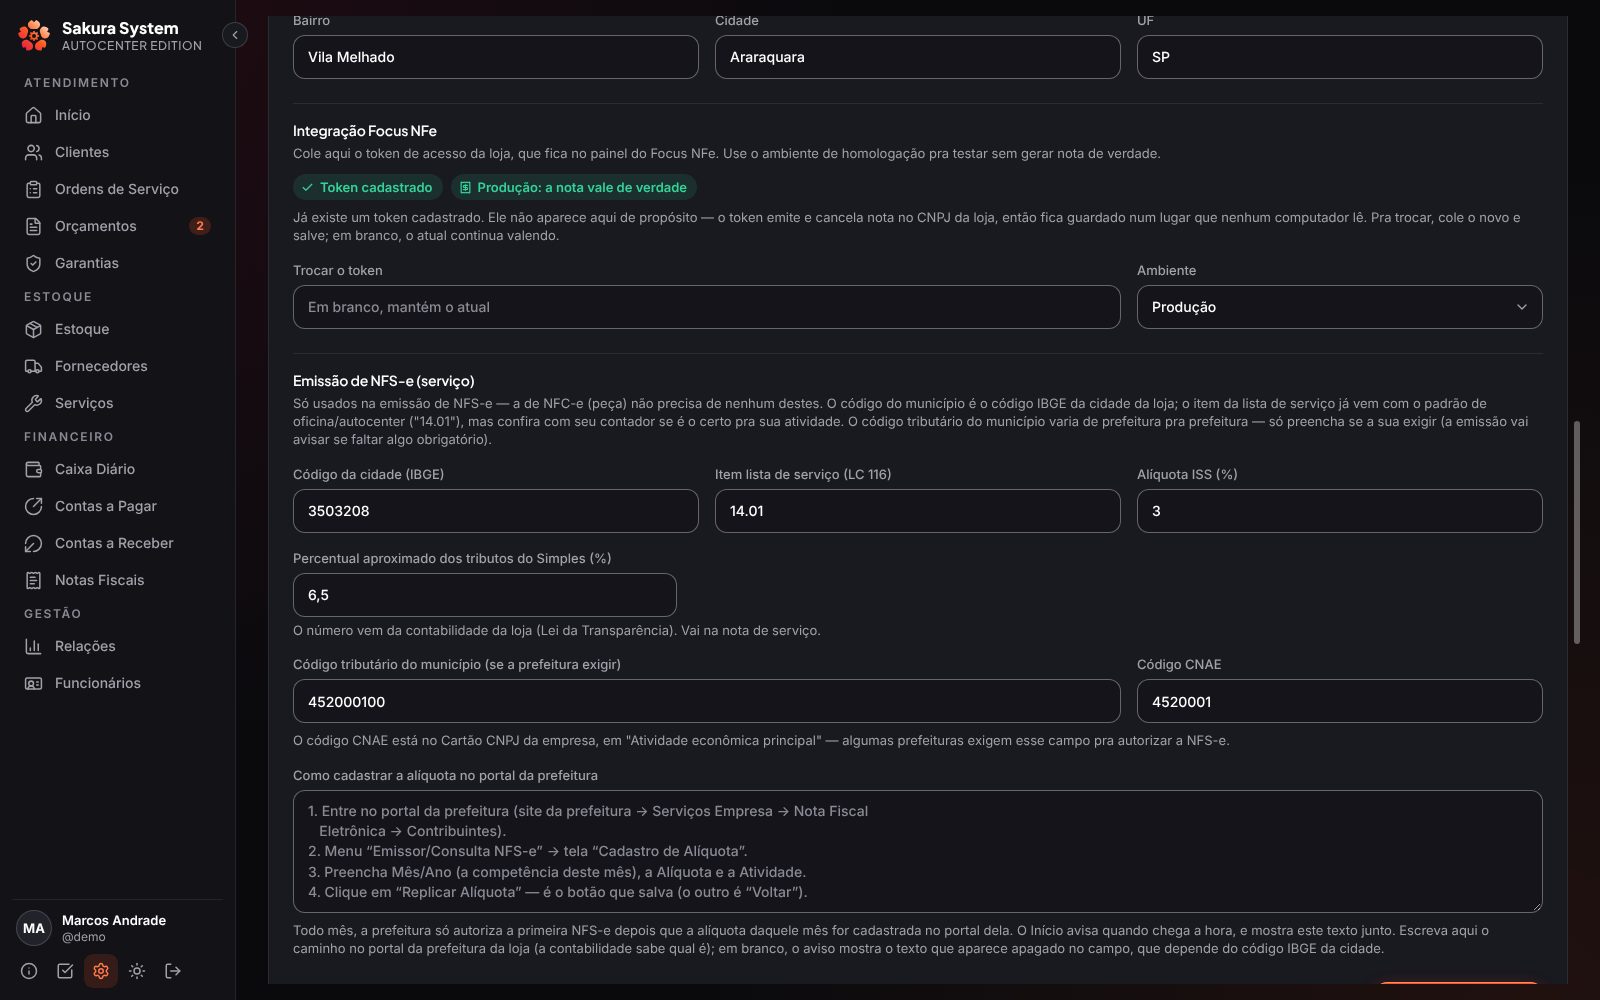 Sakura System
AUTOCENTER EDITION
ATENDIMENTO
Início
Clientes
Ordens de Serviço
Orçamentos
2
Garantias
ESTOQUE
Estoque
Fornecedores
Serviços
FINANCEIRO
Caixa Diário
Contas a Pagar
Contas a Receber
Notas Fiscais
GESTÃO
Relações
Funcionários
MA
Marcos Andrade
@demo
Bairro
Cidade
UF
Vila Melhado
Araraquara
SP
Integração Focus NFe
Cole aqui o token de acesso da loja, que fica no painel do Focus NFe. Use o ambiente de homologação pra testar sem gerar nota de verdade.
Token cadastrado
Produção: a nota vale de verdade
Já existe um token cadastrado. Ele não aparece aqui de propósito — o token emite e cancela nota no CNPJ da loja, então fica guardado num lugar que nenhum computador lê. Pra trocar, cole o novo e
salve; em branco, o atual continua valendo.
Trocar o token
Ambiente
Em branco, mantém o atual
Produção
Emissão de NFS-e (serviço)
Só usados na emissão de NFS-e — a de NFC-e (peça) não precisa de nenhum destes. O código do município é o código IBGE da cidade da loja; o item da lista de serviço já vem com o padrão de
oficina/autocenter ("14.01"), mas confira com seu contador se é o certo pra sua atividade. O código tributário do município varia de prefeitura pra prefeitura — só preencha se a sua exigir (a emissão vai
avisar se faltar algo obrigatório).
Código da cidade (IBGE)
Item lista de serviço (LC 116)
Alíquota ISS (%)
3503208
14.01
3
Percentual aproximado dos tributos do Simples (%)
6,5
O número vem da contabilidade da loja (Lei da Transparência). Vai na nota de serviço.
Código tributário do município (se a prefeitura exigir)
Código CNAE
452000100
4520001
O código CNAE está no Cartão CNPJ da empresa, em "Atividade econômica principal" — algumas prefeituras exigem esse campo pra autorizar a NFS-e.
Como cadastrar a alíquota no portal da prefeitura
1. Entre no portal da prefeitura (site da prefeitura → Serviços Empresa → Nota Fiscal
Eletrônica → Contribuintes).
2. Menu “Emissor/Consulta NFS-e” → tela “Cadastro de Alíquota”.
3. Preencha Mês/Ano (a competência deste mês), a Alíquota e a Atividade.
4. Clique em “Replicar Alíquota” — é o botão que salva (o outro é “Voltar”).
Todo mês, a prefeitura só autoriza a primeira NFS-e depois que a alíquota daquele mês for cadastrada no portal dela. O Início avisa quando chega a hora, e mostra este texto junto. Escreva aqui o
caminho no portal da prefeitura da loja (a contabilidade sabe qual é); em branco, o aviso mostra o texto que aparece apagado no campo, que depende do código IBGE da cidade.